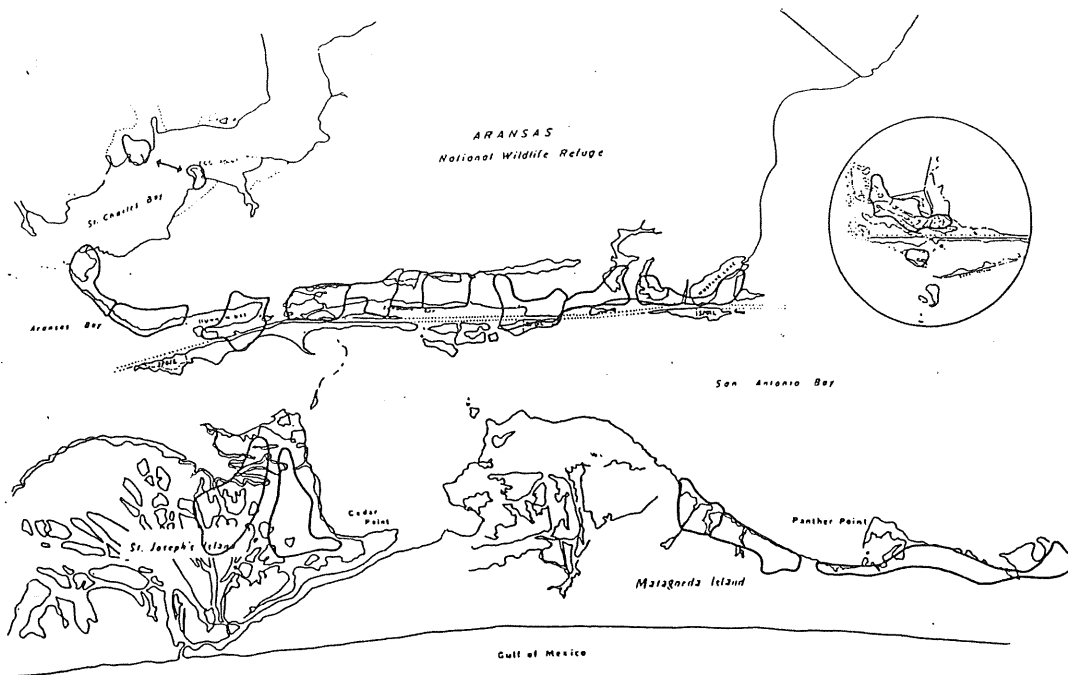 ARANSAS
National Wildlife Refuge
St. Charles Bay
Aransas Bay
San Antonio Bay
Cedar
Point
Panther Point
St. Joseph's Island
Matagorda Island
Gulf of Mexico